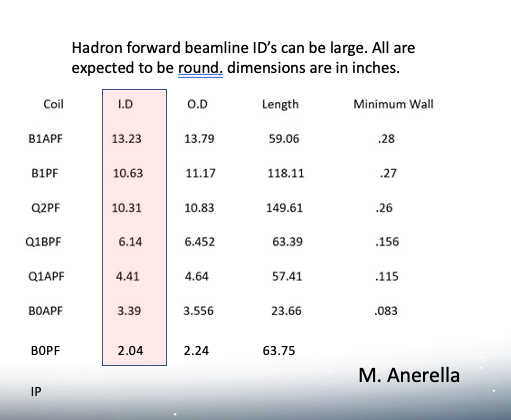 Hadron forward beamline ID's can be large. All are
expected to be round. dimensions are in inches.
Coil I.D O.D Length Minimum Wall
B1APF 13.23 13.79 59.06 .28
B1PF 10.63 11.17 118.11 .27
Q2PF 10.31 10.83 149.61 .26
Q1BPF 6.14 6.452 63.39 .156
Q1APF 4.41 4.64 57.41 .115
B0APF 3.39 3.556 23.66 .083
B0PF 2.04 2.24 63.75
M. Anerella
IP